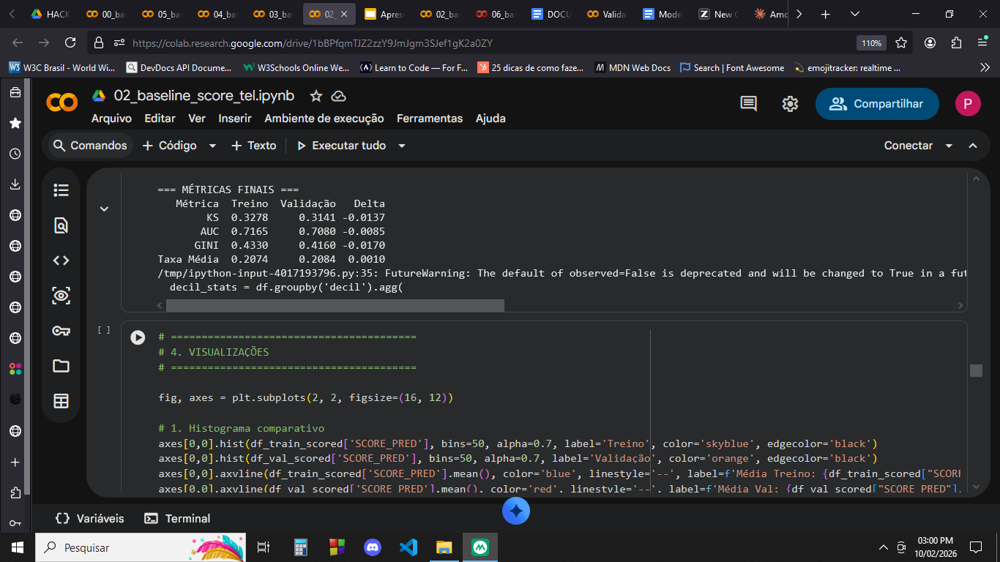 HACK
00_ba
05_bas
04_ba
03_bas
02_
Apres
02_ba
06_ba
DOCU
Valida
Mode
New C
Amo
https://colab.research.google.com/drive/1bBPfqmTJZ2zzY9JmJgm3SJef1gK2a0ZY
110%
W3C Brasil - World Wi...
DevDocs API Docume...
W3Schools Online We...
Learn to Code — For F...
25 dicas de como faze...
MDN Web Docs
Search | Font Awesome
emojitracker: realtime ...
02_baseline_score_tel.ipynb
Arquivo Editar Ver Inserir Ambiente de execução Ferramentas Ajuda
Compartilhar
P
Comandos + Código + Texto Executar tudo
Conectar
=== MÉTRICAS FINAIS ===
Métrica Treino Validação Delta
KS 0.3278 0.3141 -0.0137
AUC 0.7165 0.7080 -0.0085
GINI 0.4330 0.4160 -0.0170
Taxa Média 0.2074 0.2084 0.0010
/tmp/ipython-input-4017193796.py:35: FutureWarning: The default of observed=False is deprecated and will be changed to True in a fut
decil_stats = df.groupby('decil').agg(
[ ]
# ========================================
# 4. VISUALIZAÇÕES
# ========================================
fig, axes = plt.subplots(2, 2, figsize=(16, 12))
# 1. Histograma comparativo
axes[0,0].hist(df_train_scored['SCORE_PRED'], bins=50, alpha=0.7, label='Treino', color='skyblue', edgecolor='black')
axes[0,0].hist(df_val_scored['SCORE_PRED'], bins=50, alpha=0.7, label='Validação', color='orange', edgecolor='black')
axes[0,0].axvline(df_train_scored['SCORE_PRED'].mean(), color='blue', linestyle='--', label=f'Média Treino: {df_train_scored["SCORE
axes[0,0].axvline(df_val_scored['SCORE_PRED'].mean(), color='red', linestyle='--', label=f'Média Val: {df_val_scored["SCORE_PRED"].
Variáveis
Terminal
Pesquisar
03:00 PM
10/02/2026